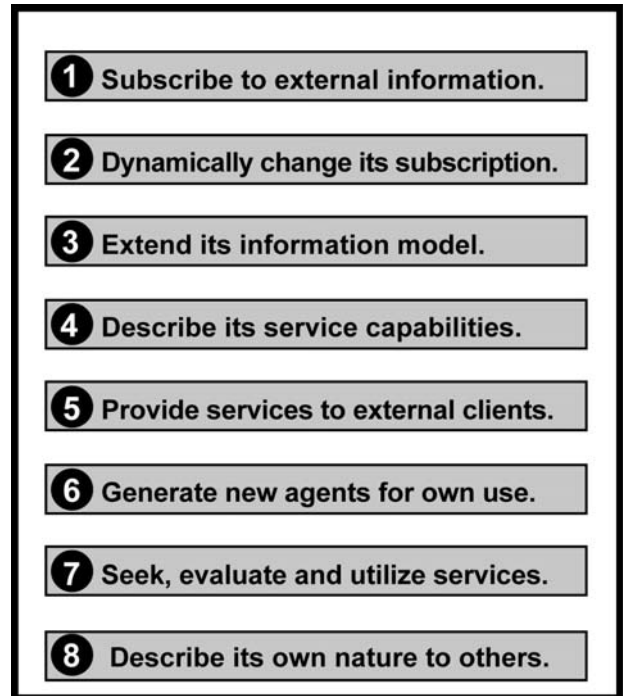 1 Subscribe to external information.
2 Dynamically change its subscription.
3 Extend its information model.
4 Describe its service capabilities.
5 Provide services to external clients.
6 Generate new agents for own use.
7 Seek, evaluate and utilize services.
8 Describe its own nature to others.